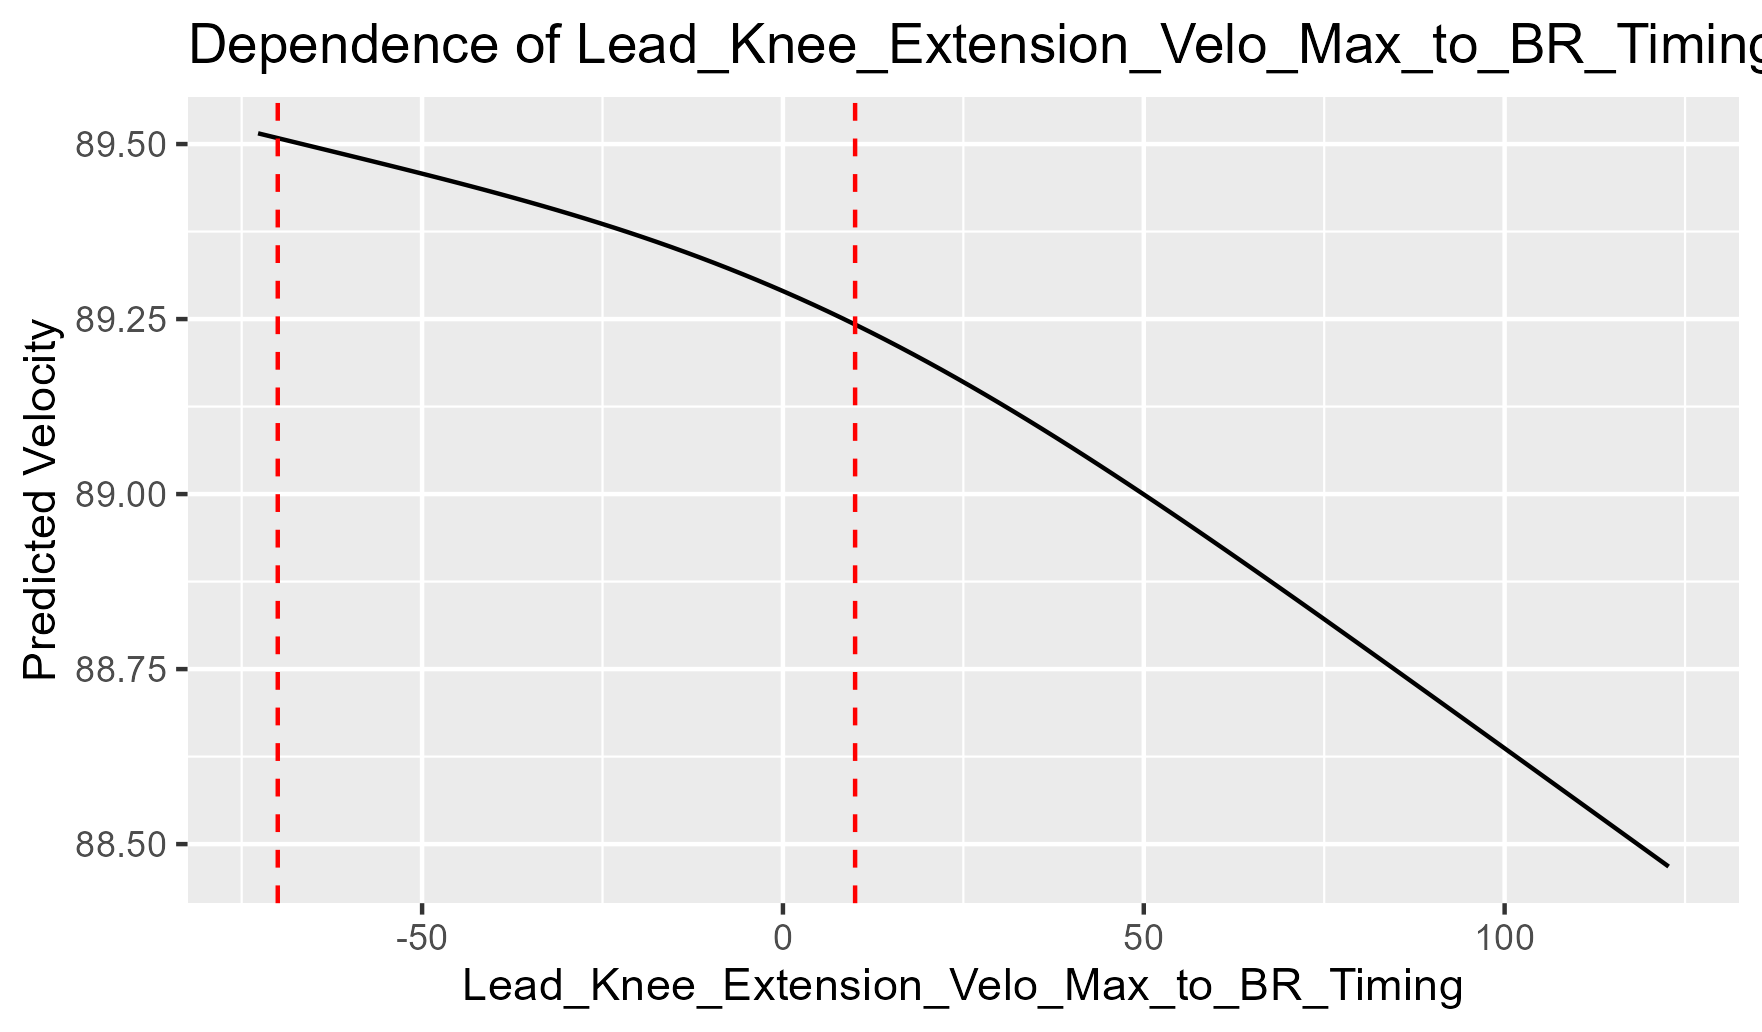 Dependence of Lead_Knee_Extension_Velo_Max_to_BR_Timing
89.50
89.25
89.00
88.75
88.50
Predicted Velocity
-50 0 50 100
Lead_Knee_Extension_Velo_Max_to_BR_Timing